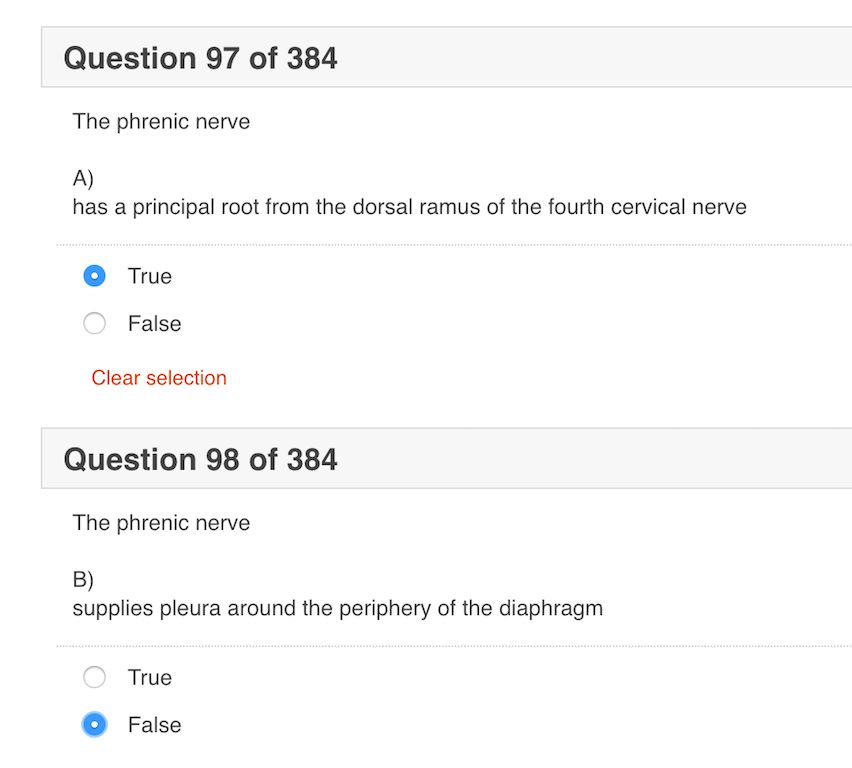 Question 97 of 384
The phrenic nerve
A)
has a principal root from the dorsal ramus of the fourth cervical nerve
True
False
Clear selection
Question 98 of 384
The phrenic nerve
B)
supplies pleura around the periphery of the diaphragm
True
False